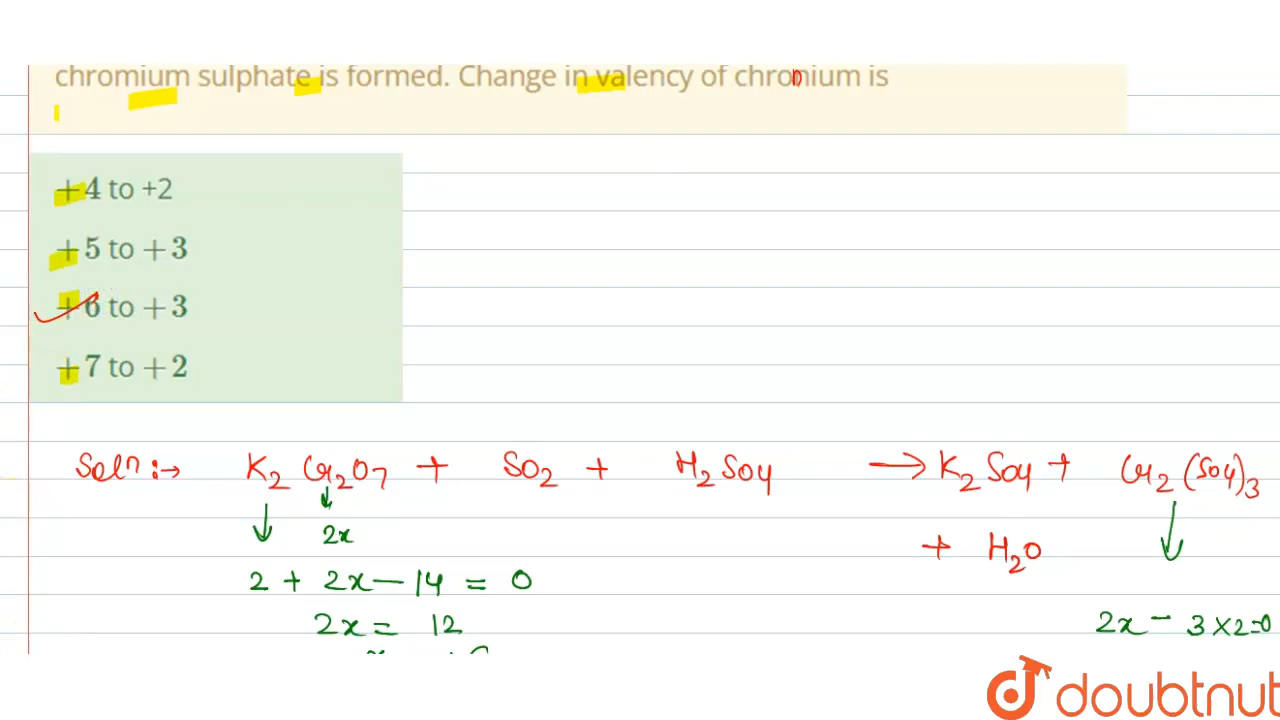 chromium sulphate is formed. Change in valency of chromium is
+4 to +2
+5 to +3
+6 to +3
+7 to +2
Soln :→ K2 Cr2O7 + SO2 + H2SO4 → K2SO4 + Cr2(SO4)3
+ H2O
2x
2 + 2x - 14 = 0
2x = 12
2x - 3×2=0
doubtnut